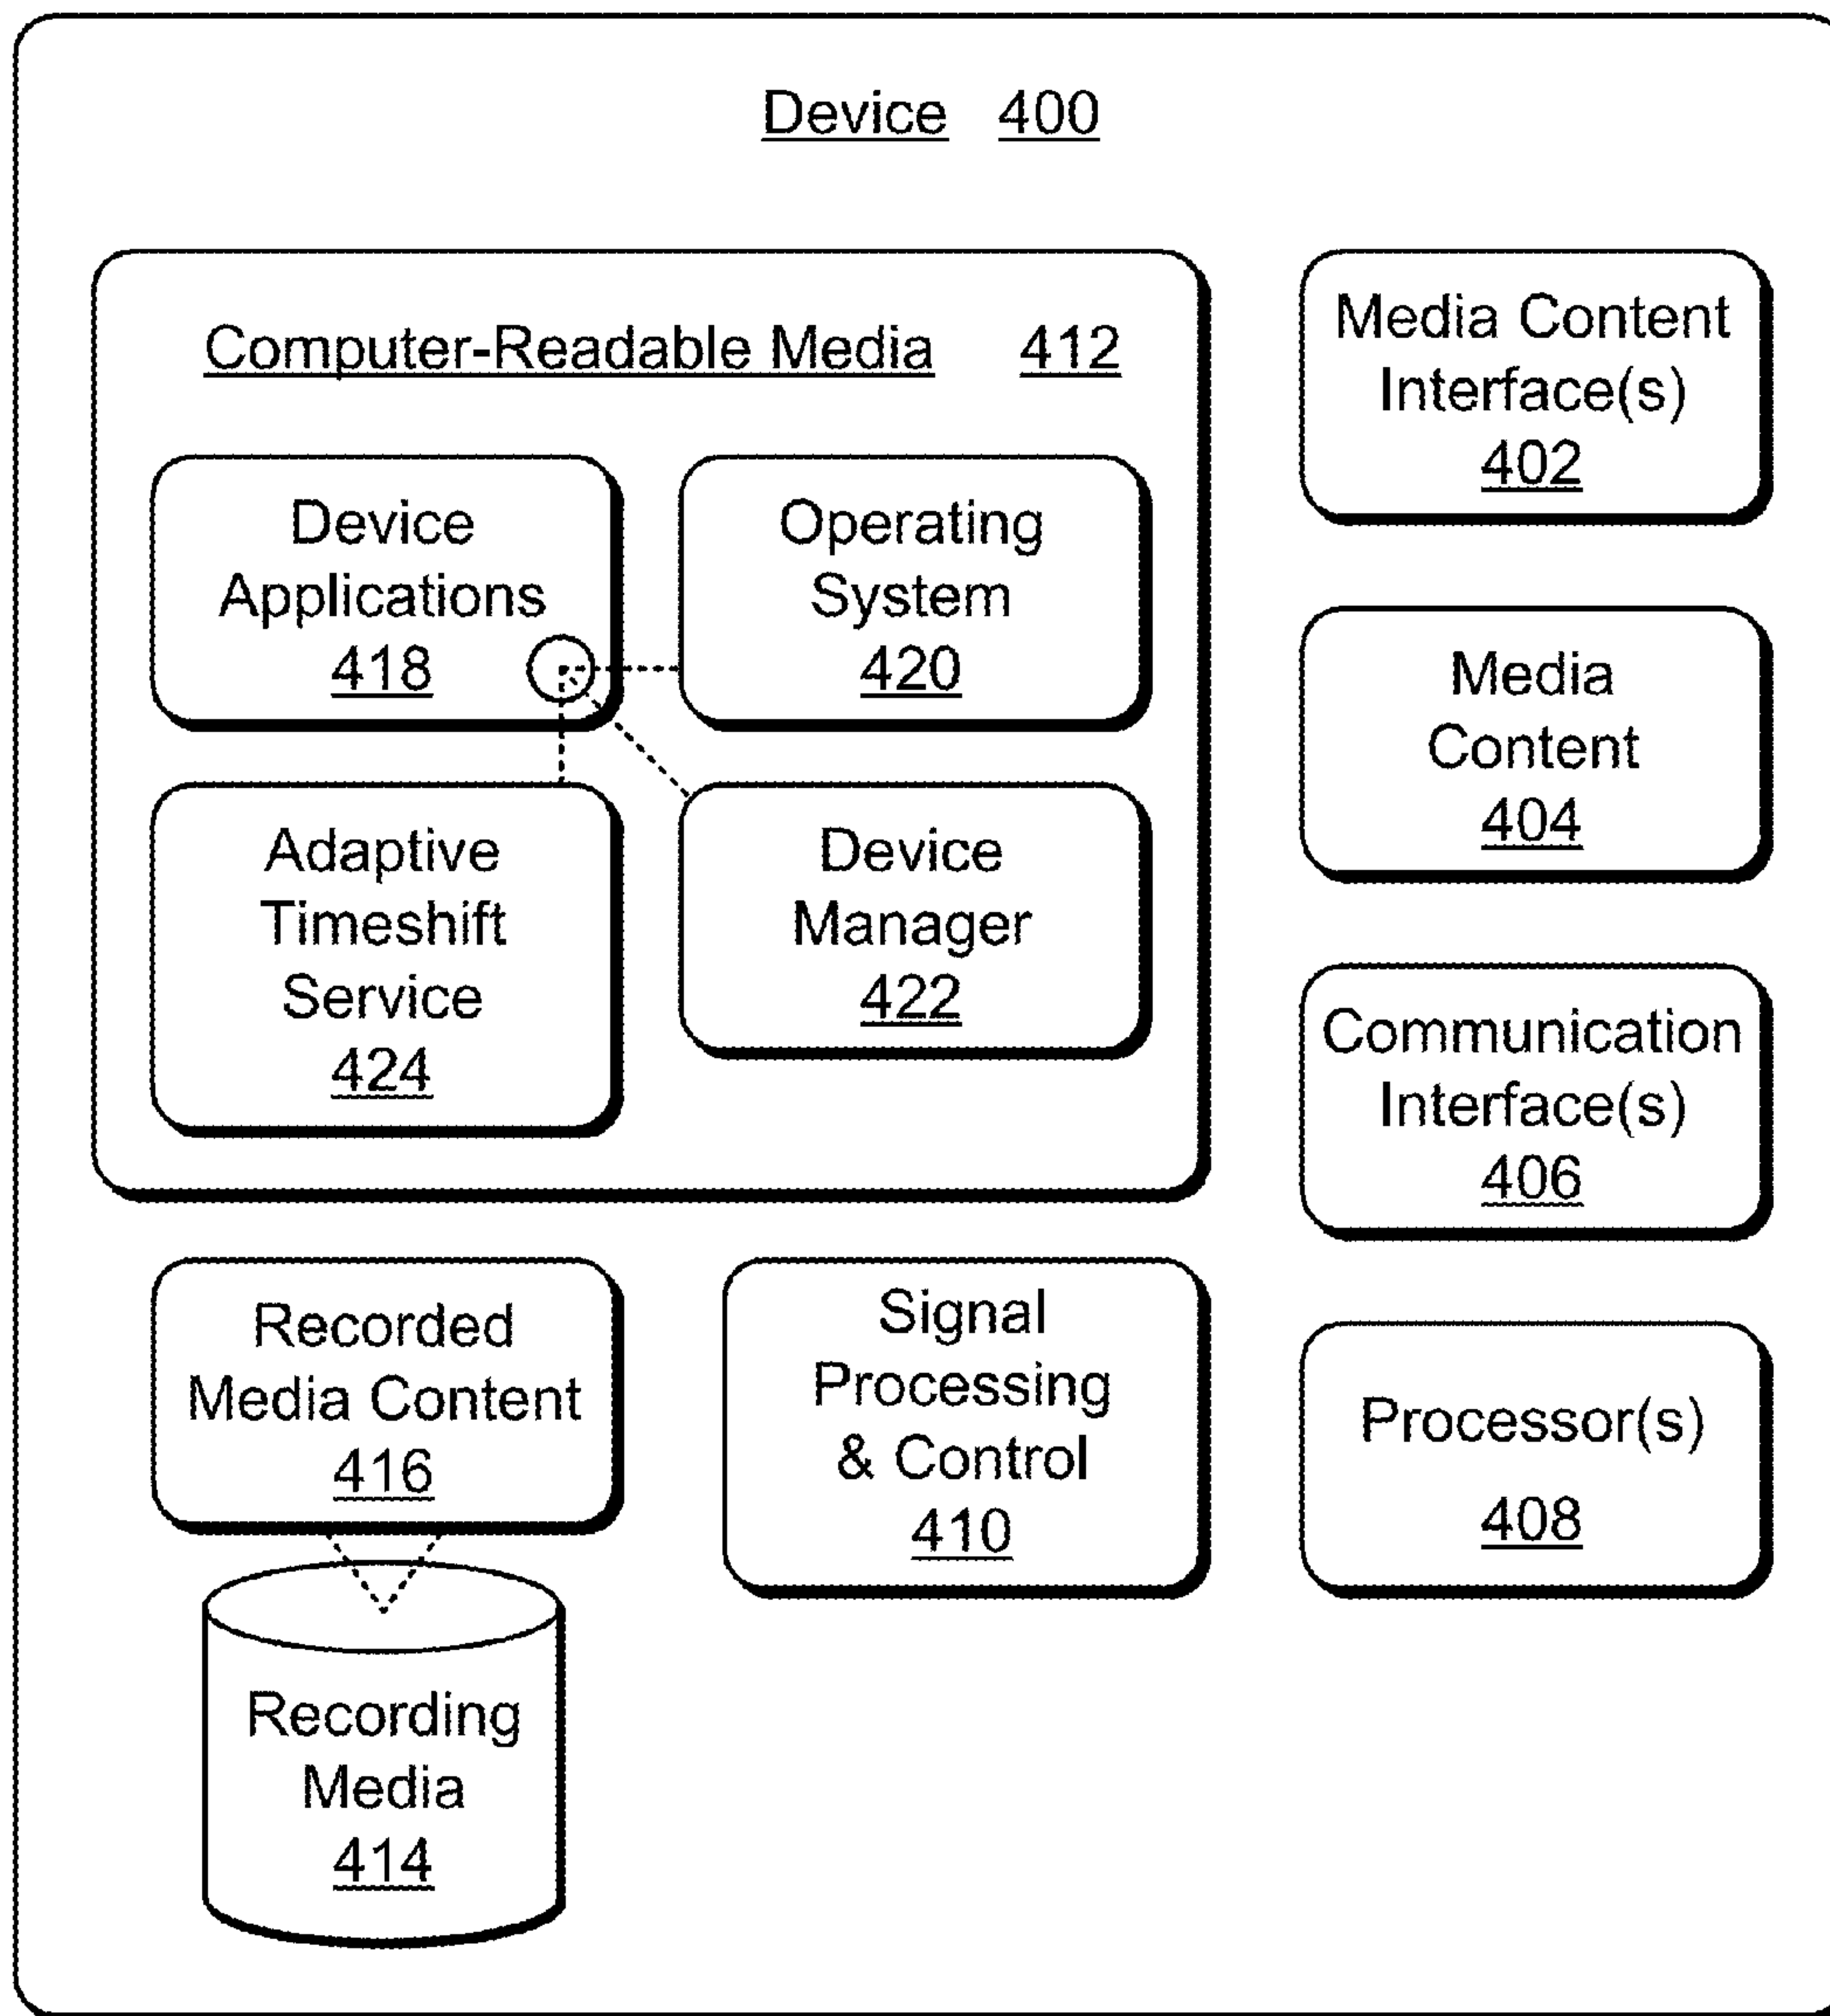 Device 400
Computer-Readable Media 412
Device
Applications
418
Operating
System
420
Adaptive
Timeshift
Service
424
Device
Manager
422
Media Content
Interface(s)
402
Media
Content
404
Communication
Interface(s)
406
Processor(s)
408
Recorded
Media Content
416
Signal
Processing
& Control
410
Recording
Media
414